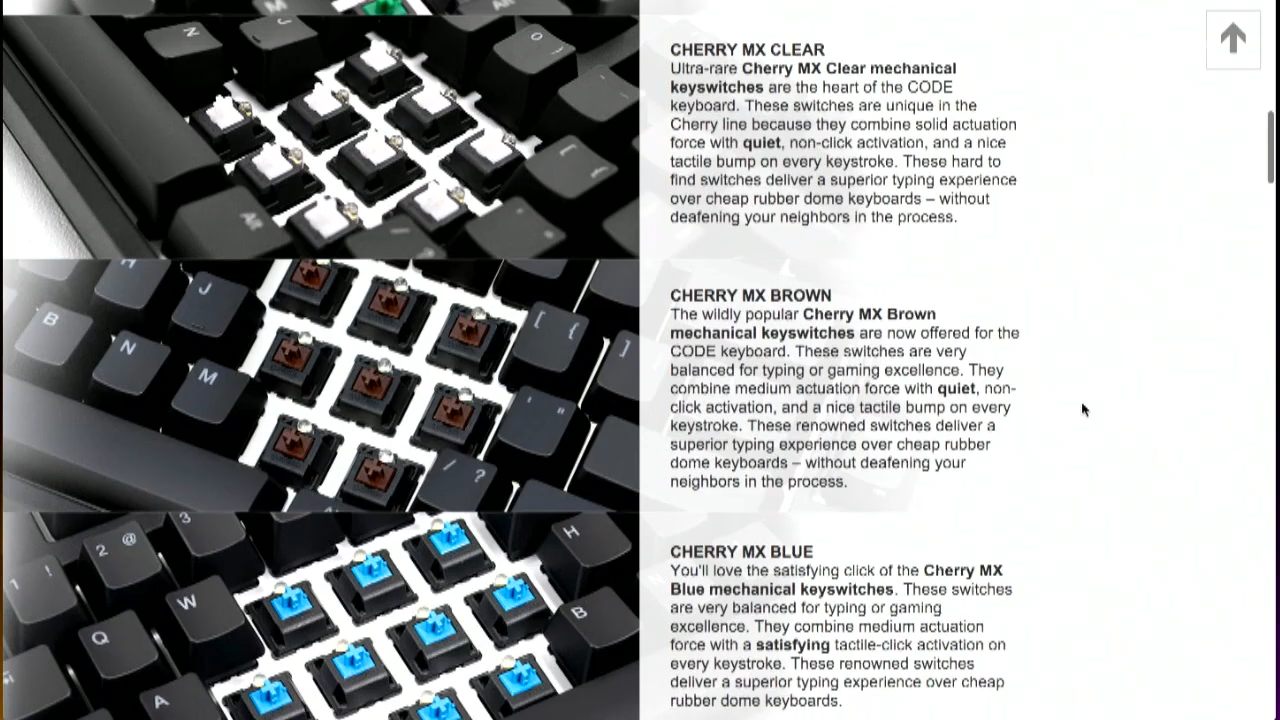 CHERRY MX CLEAR
Ultra-rare Cherry MX Clear mechanical
keyswitches are the heart of the CODE
keyboard. These switches are unique in the
Cherry line because they combine solid actuation
force with quiet, non-click activation, and a nice
tactile bump on every keystroke. These hard to
find switches deliver a superior typing experience
over cheap rubber dome keyboards – without
deafening your neighbors in the process.
CHERRY MX BROWN
The wildly popular Cherry MX Brown
mechanical keyswitches are now offered for the
CODE keyboard. These switches are very
balanced for typing or gaming excellence. They
combine medium actuation force with quiet, non-
click activation, and a nice tactile bump on every
keystroke. These renowned switches deliver a
superior typing experience over cheap rubber
dome keyboards – without deafening your
neighbors in the process.
CHERRY MX BLUE
You'll love the satisfying click of the Cherry MX
Blue mechanical keyswitches. These switches
are very balanced for typing or gaming
excellence. They combine medium actuation
force with a satisfying tactile-click activation on
every keystroke. These renowned switches
deliver a superior typing experience over cheap
rubber dome keyboards.
N
O
Alt
H
J
B
N
M
[ {
]
' "
/ ?
1 !
2 @
3
Q
W
A
H
B